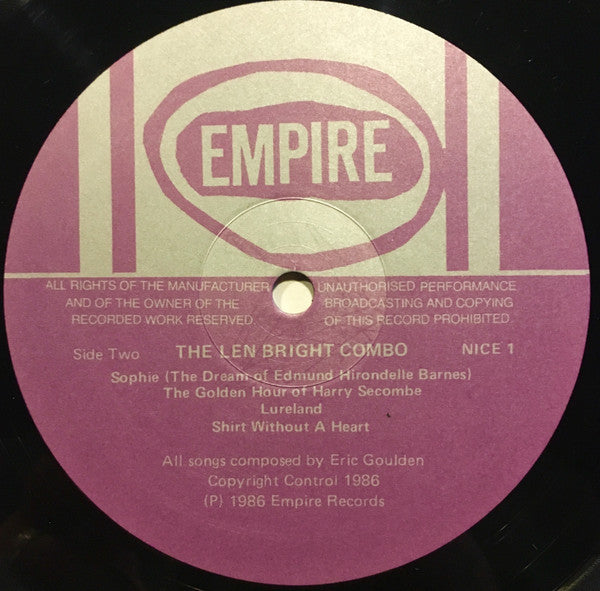 EMPIRE
ALL RIGHTS OF THE MANUFACTURER
AND OF THE OWNER OF THE
RECORDED WORK RESERVED.
UNAUTHORISED PERFORMANCE
BROADCASTING AND COPYING
OF THIS RECORD PROHIBITED.
Side Two THE LEN BRIGHT COMBO NICE 1
Sophie (The Dream of Edmund Hirondelle Barnes)
The Golden Hour of Harry Secombe
Lureland
Shirt Without A Heart
All songs composed by Eric Goulden
Copyright Control 1986
(P) 1986 Empire Records